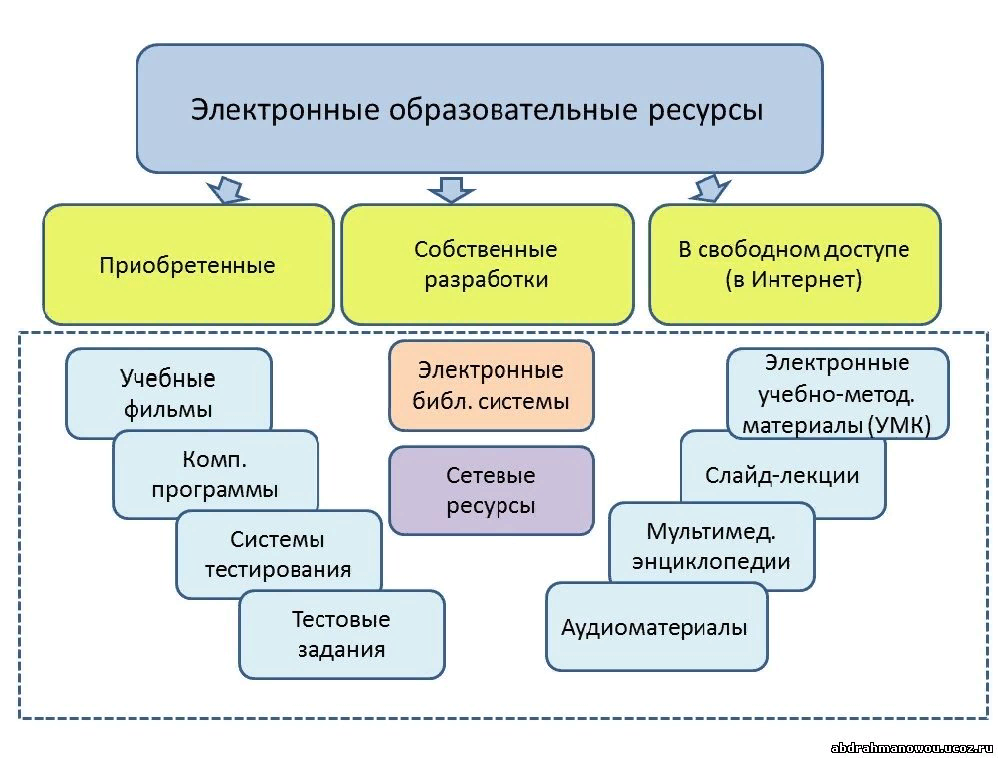 Электронные образовательные ресурсы
Приобретенные
Собственные
разработки
В свободном доступе
(в Интернет)
Учебные
фильмы
Комп.
программы
Системы
тестирования
Тестовые
задания
Электронные
библ. системы
Сетевые
ресурсы
Электронные
учебно-метод.
материалы (УМК)
Слайд-лекции
Мультимед.
энциклопедии
Аудиоматериалы
abdrahmanowou.ucoz.ru